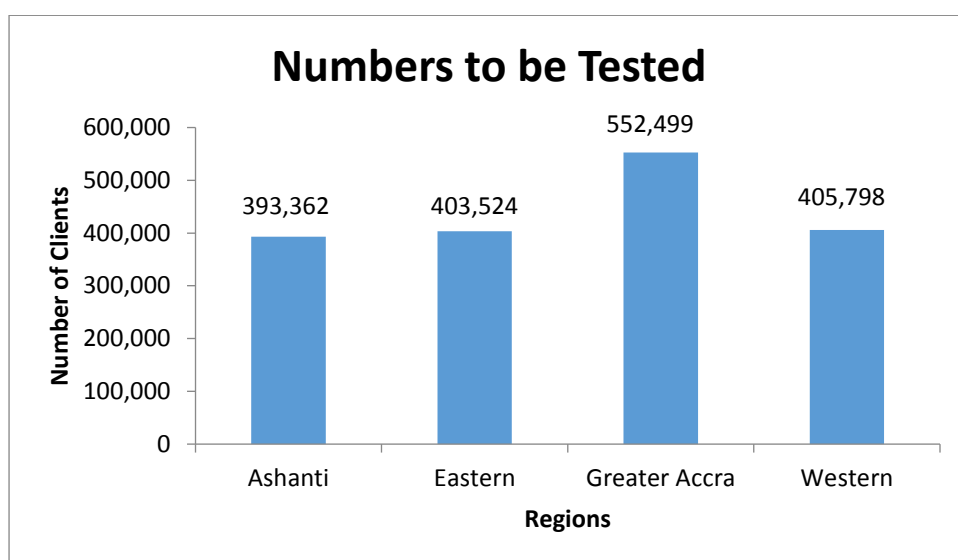 Numbers to be Tested
Number of Clients
600,000
500,000
400,000
300,000
200,000
100,000
0
393,362
403,524
552,499
405,798
Ashanti
Eastern
Greater Accra
Western
Regions